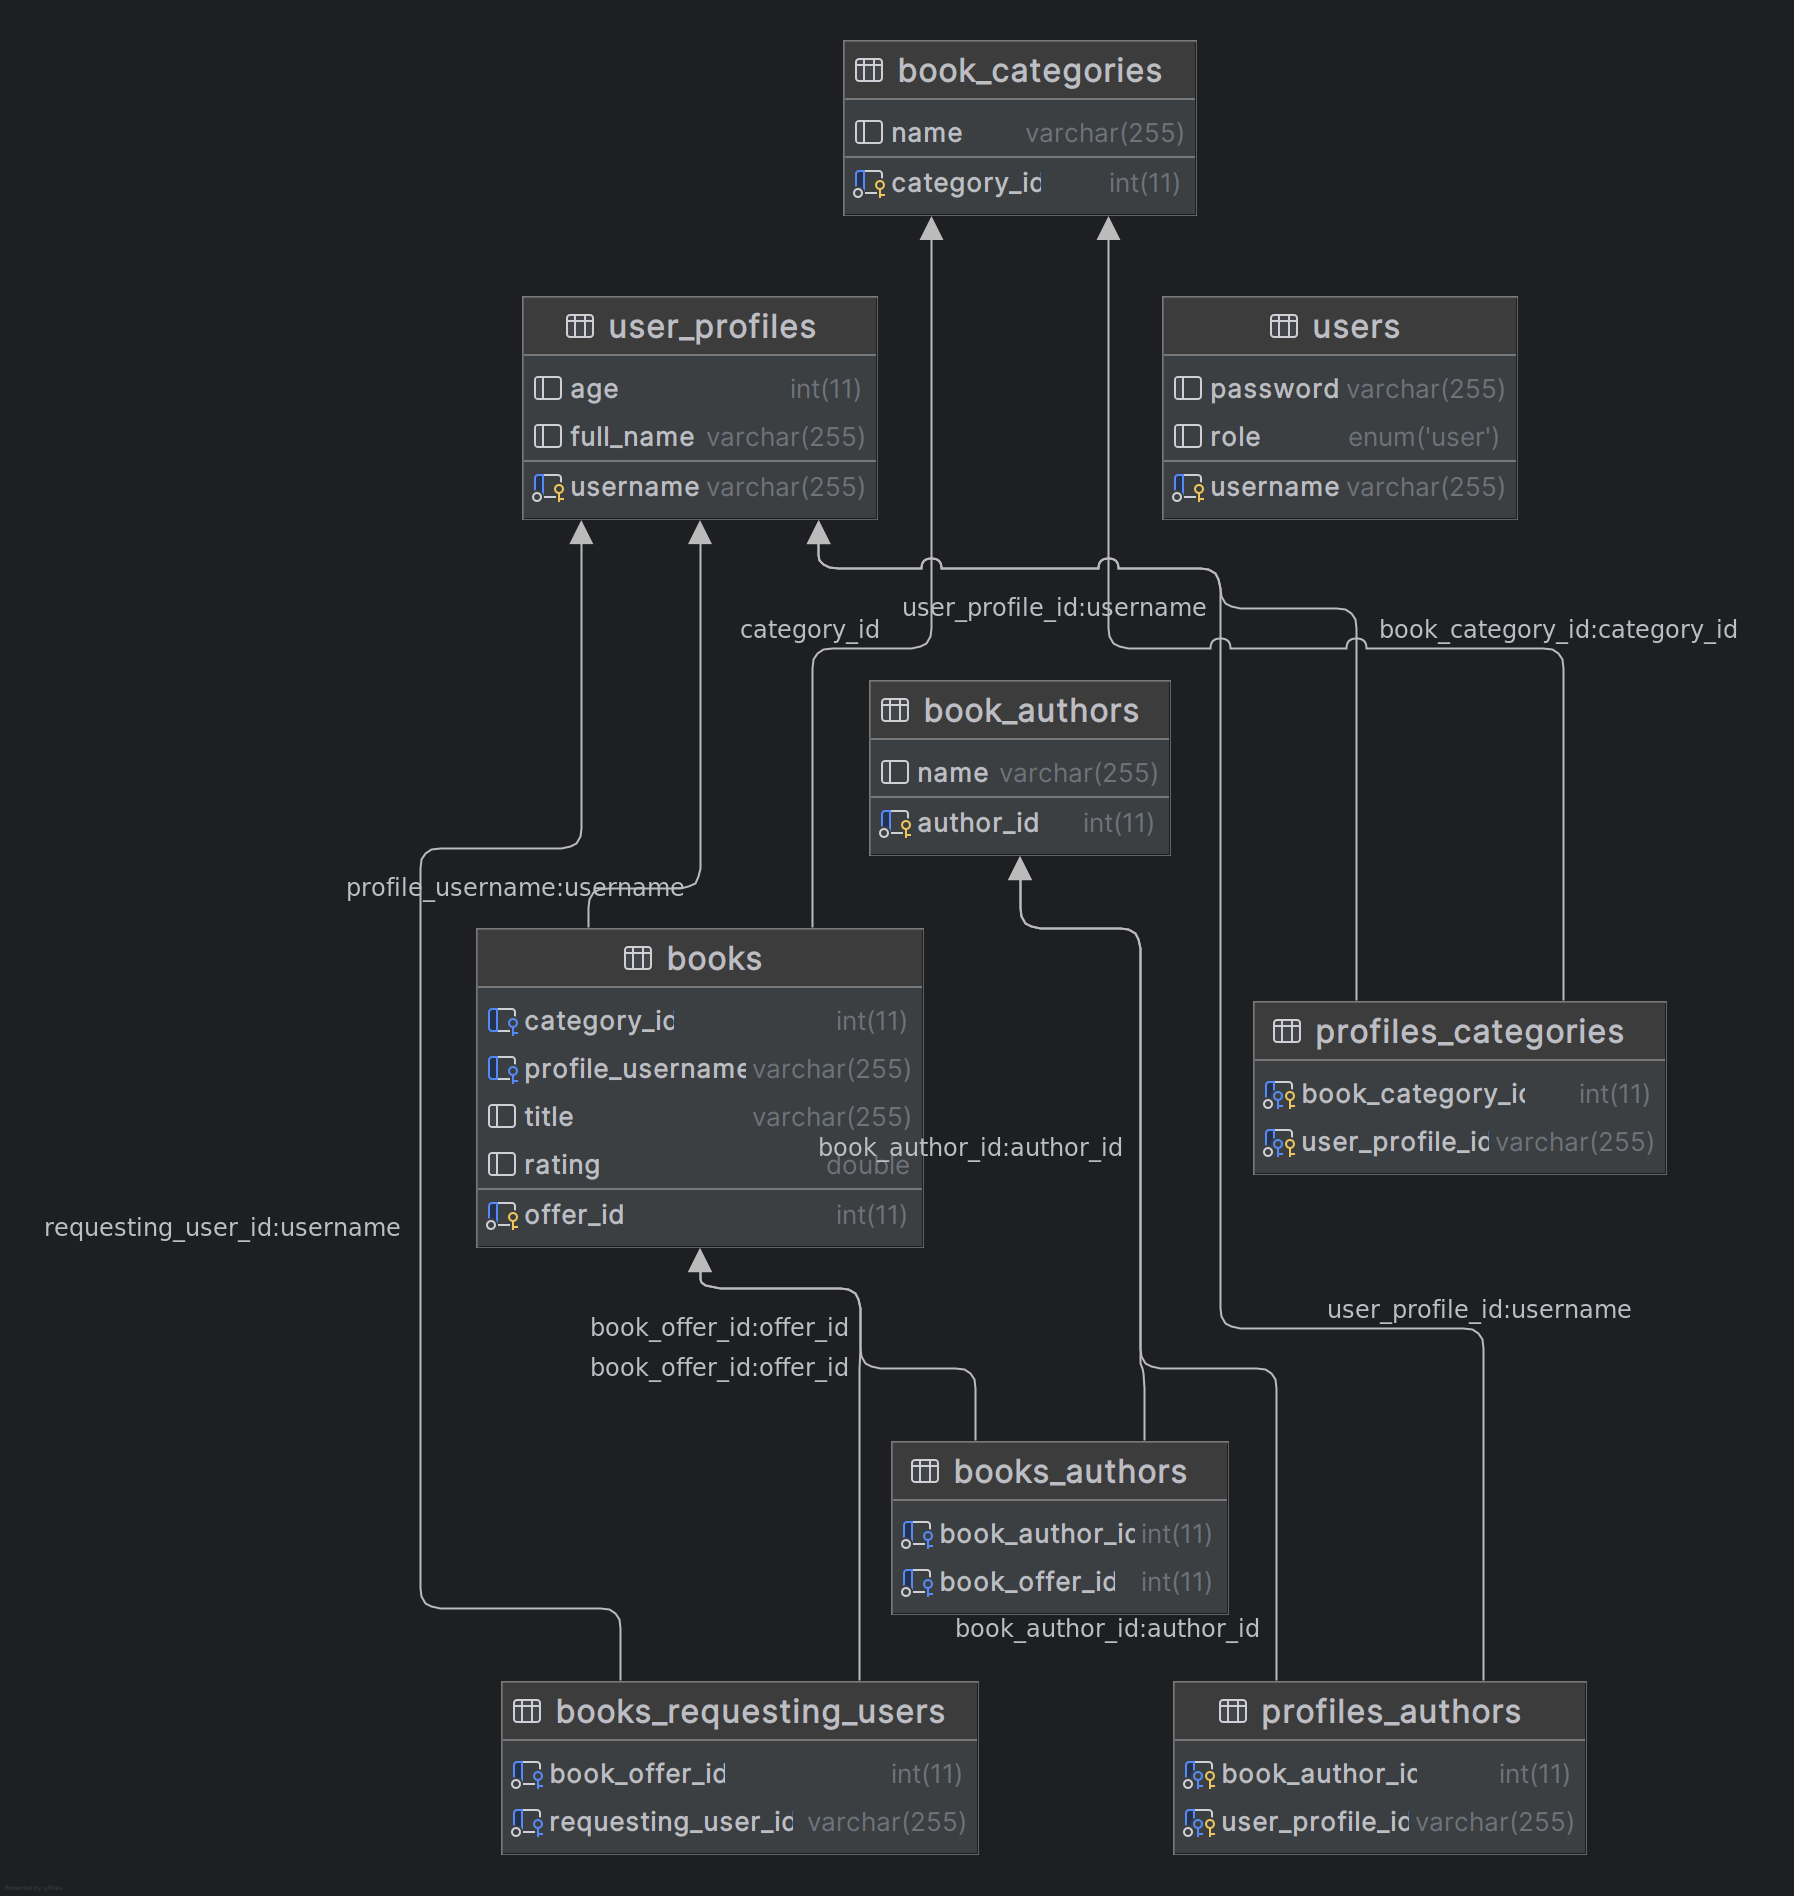 book_categories
name varchar(255)
category_id int(11)
user_profiles
age int(11)
full_name varchar(255)
username varchar(255)
users
password varchar(255)
role enum('user')
username varchar(255)
user_profile_id:username
category_id
book_category_id:category_id
book_authors
name varchar(255)
author_id int(11)
profile_username:username
books
category_id int(11)
profile_username varchar(255)
title varchar(255)
rating double
offer_id int(11)
book_author_id:author_id
profiles_categories
book_category_id int(11)
user_profile_id varchar(255)
requesting_user_id:username
user_profile_id:username
book_offer_id:offer_id
book_offer_id:offer_id
books_authors
book_author_id int(11)
book_offer_id int(11)
book_author_id:author_id
books_requesting_users
book_offer_id int(11)
requesting_user_id varchar(255)
profiles_authors
book_author_id int(11)
user_profile_id varchar(255)
Powered by yFiles